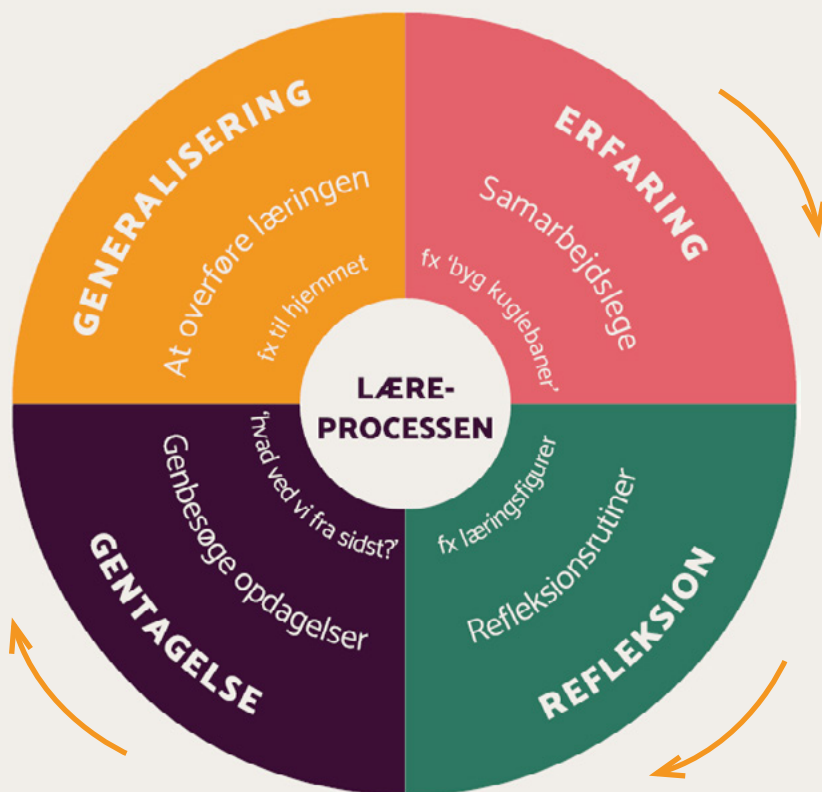 LÆRE-
PROCESSEN
ERFARING
Samarbejdslege
fx 'byg kuglebaner'
REFLEKSION
Refleksionsrutiner
fx læringsfigurer
GENTAGELSE
Genbesøge opdagelser
'hvad ved vi fra sidst?'
GENERALISERING
At overføre læringen
fx til hjemmet